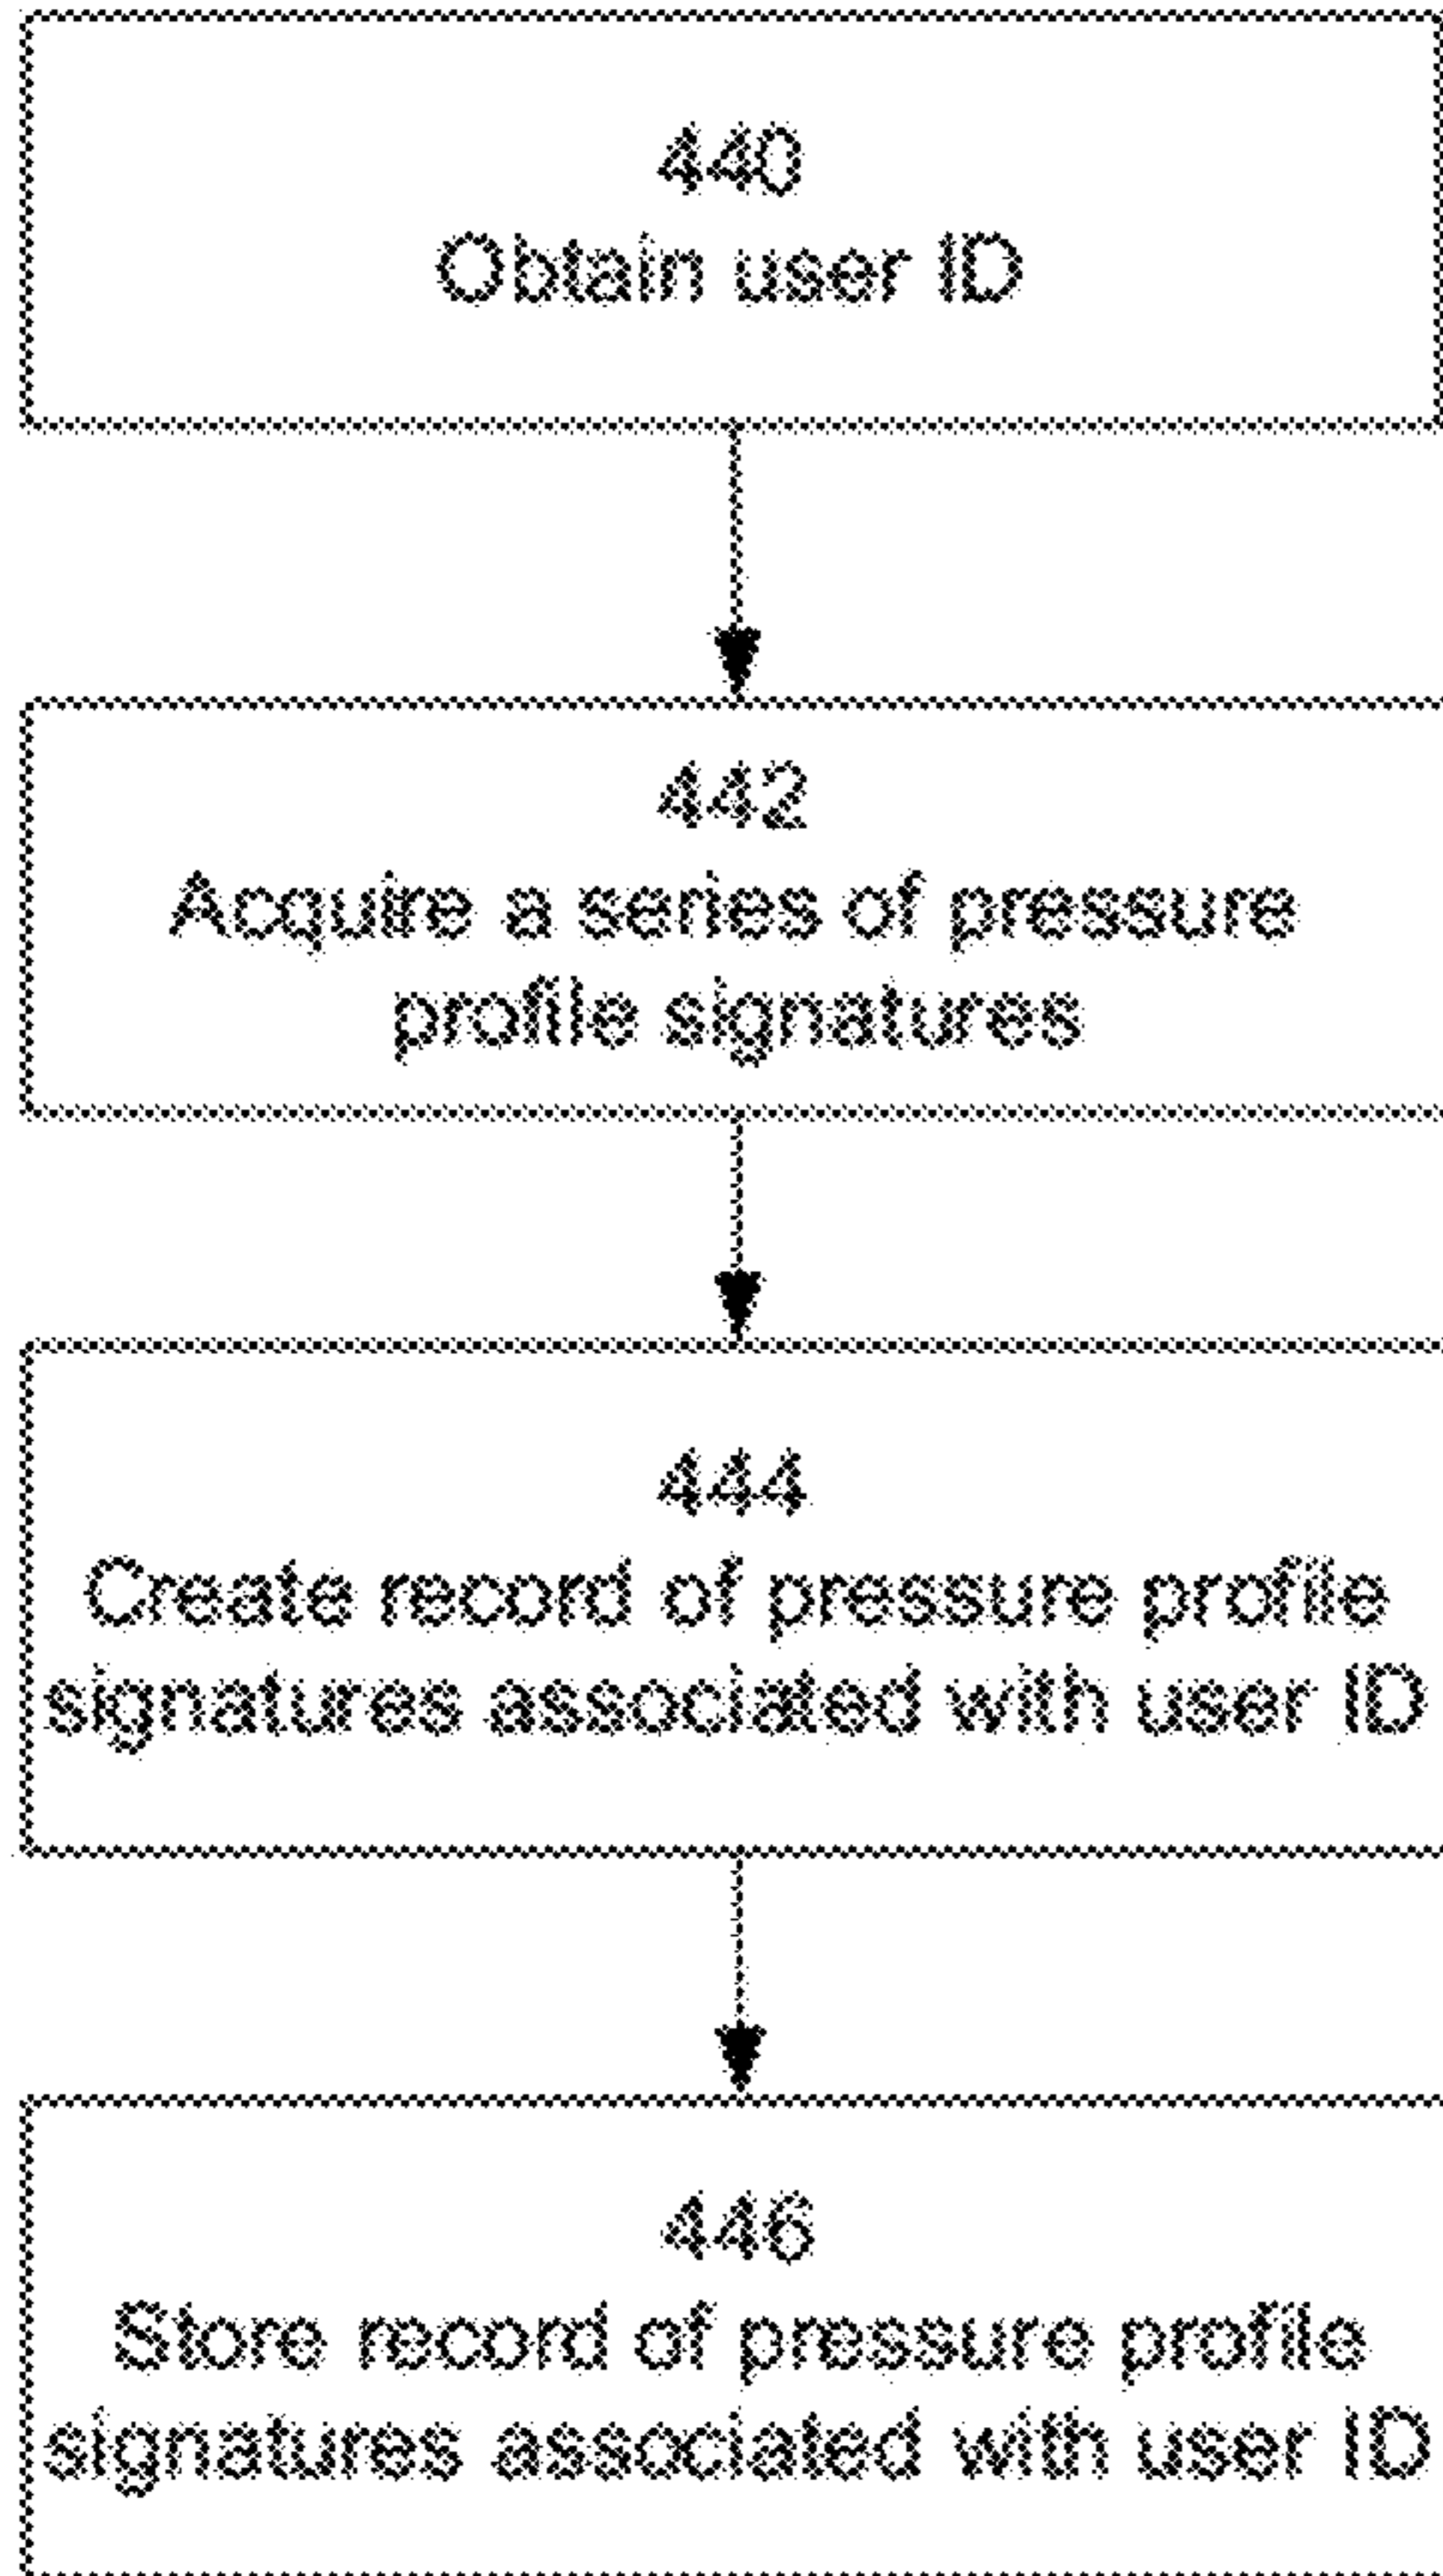 440
Obtain user ID
442
Acquire a series of pressure
profile signatures
444
Create record of pressure profile
signatures associated with user ID
446
Store record of pressure profile
signatures associated with user ID